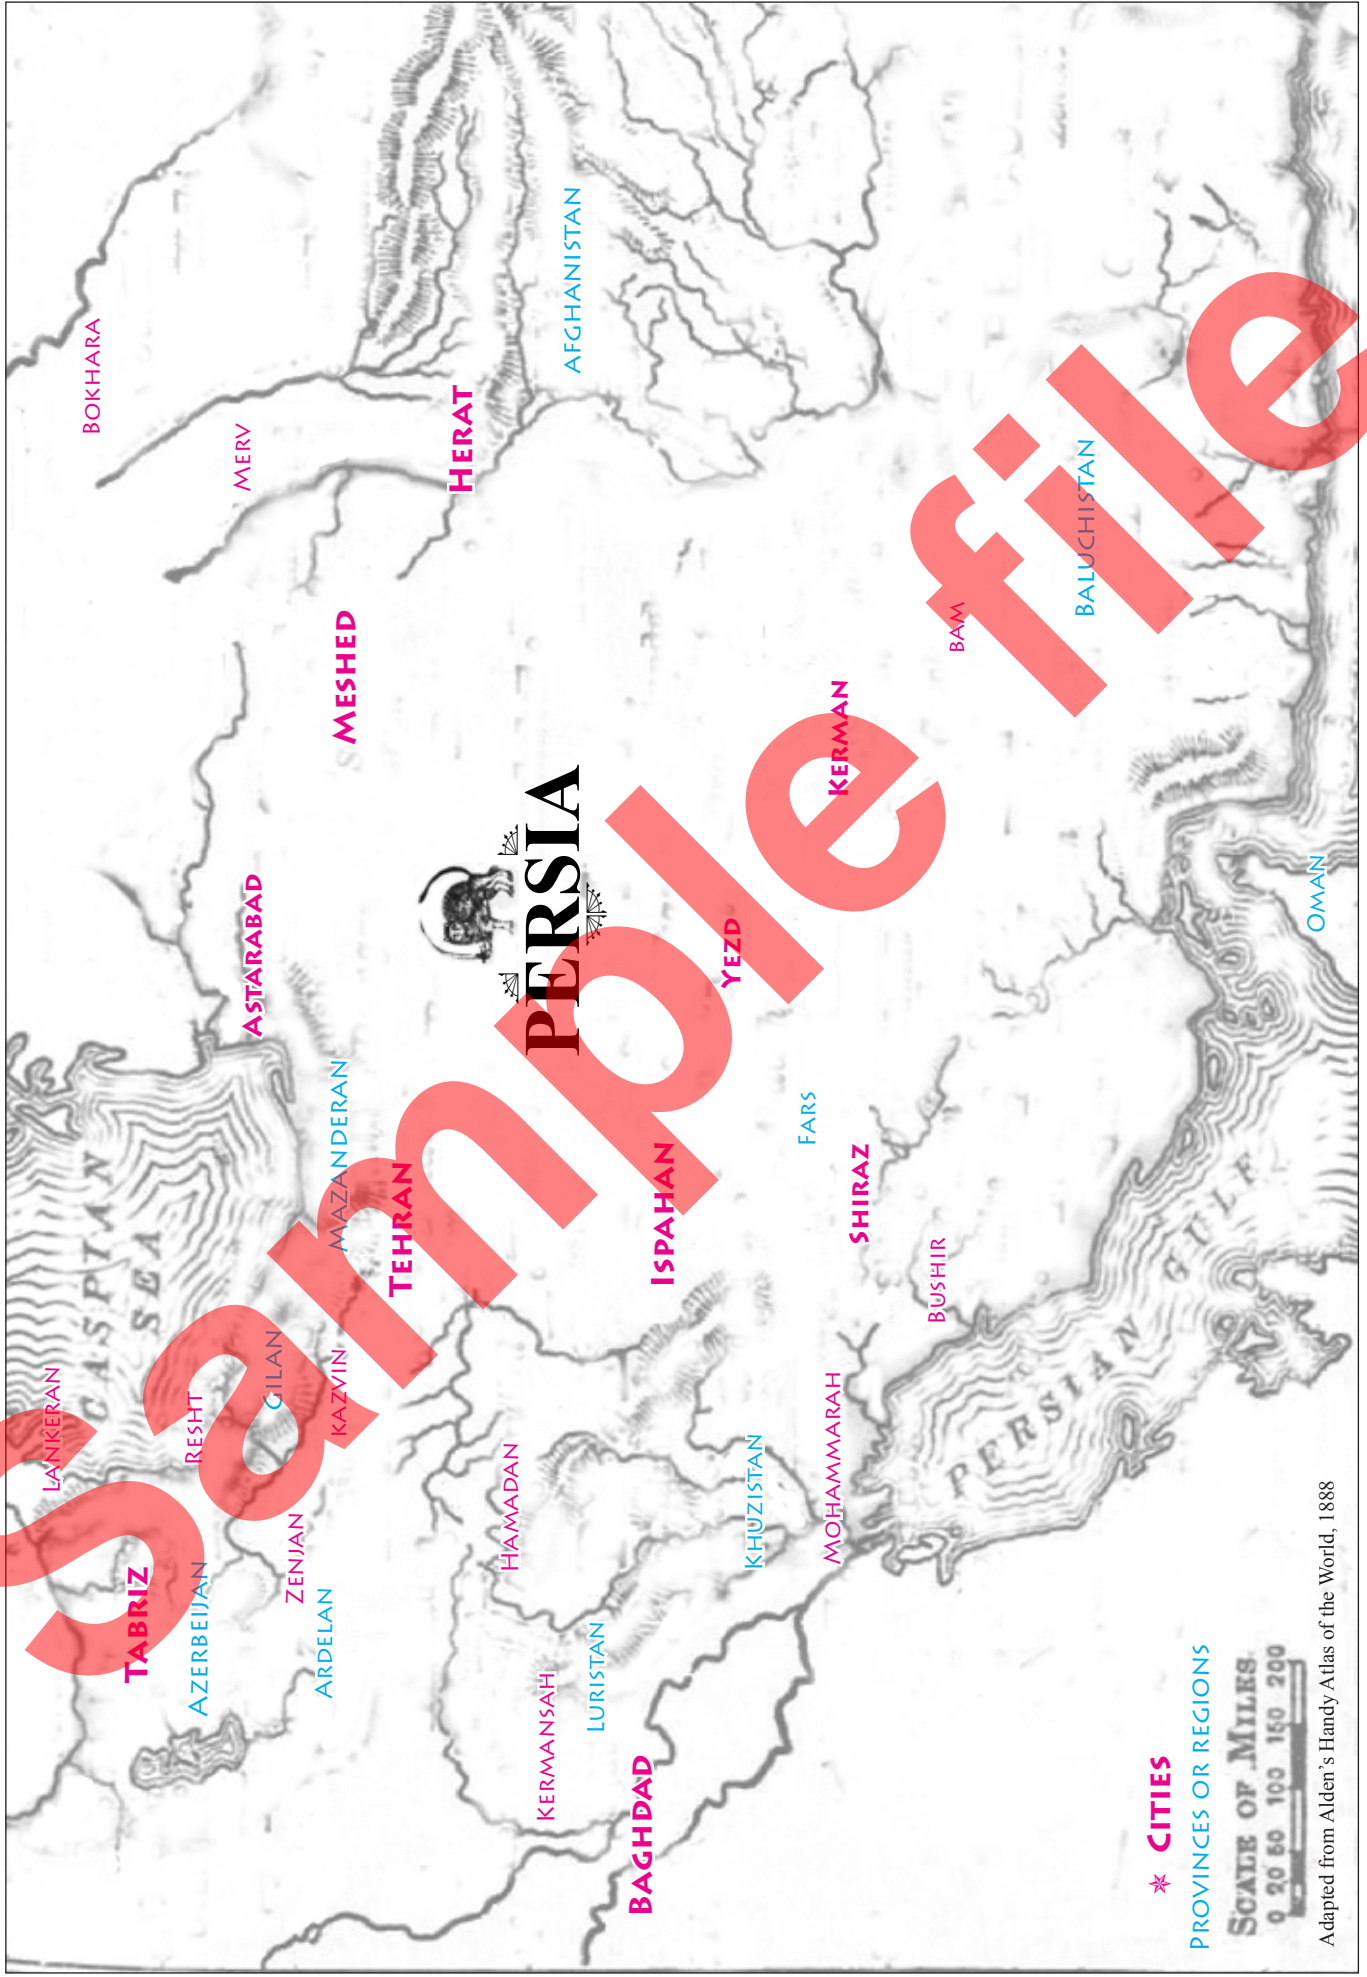 BOKHARA
MERV
HERAT
AFGHANISTAN
MESHED
LANKERAN
CASPIAN
SEA
ASTARABAD
RESHT
GILAN
MAZANDERAN
TABRIZ
AZERBEIJAN
ZENJAN
KAZVIN
TEHRAN
ARDELAN
PERSIA
HAMADAN
KERMANSAH
LURISTAN
ISPAHAN
YEZD
BAGHDAD
KHUZISTAN
FARS
KERMAN
MOHAMMARAH
SHIRAZ
BUSHIR
BAM
BALUCHISTAN
PERSIAN GULF
OMAN
CITIES
PROVINCES OR REGIONS
SCALE OF MILES
0 20 50 100 150 200
Adapted from Alden's Handy Atlas of the World, 1888
Sample file